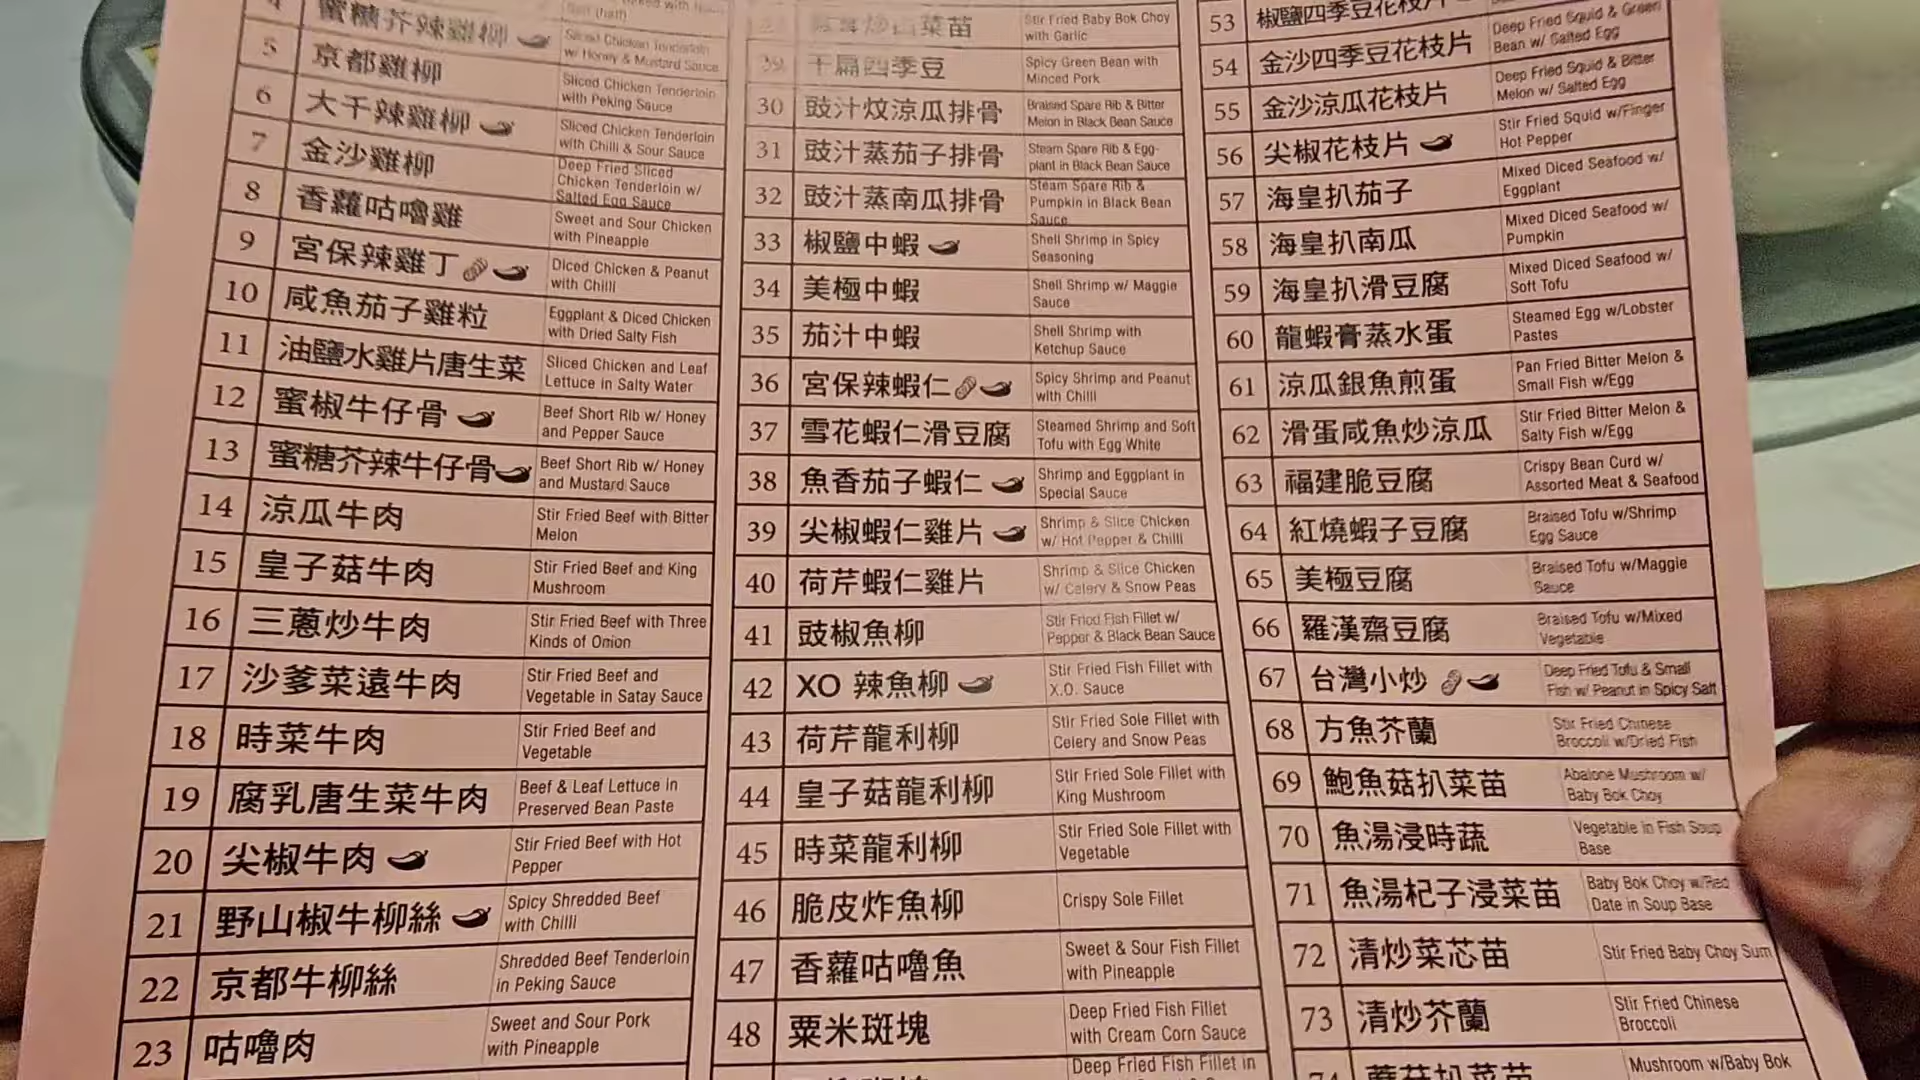 4 蜜糖芥辣雞柳 Sliced Chicken Tenderloin
w/ Honey & Mustard Sauce
5 京都雞柳 Sliced Chicken Tenderloin
with Peking Sauce
6 大千辣雞柳 Sliced Chicken Tenderloin
with Chilli & Sour Sauce
7 金沙雞柳 Deep Fried Sliced
Chicken Tenderloin w/
Salted Egg Sauce
8 香蘿咕嚕雞 Sweet and Sour Chicken
with Pineapple
9 宮保辣雞丁 Diced Chicken & Peanut
with Chilli
10 咸魚茄子雞粒 Eggplant & Diced Chicken
with Dried Salty Fish
11 油鹽水雞片唐生菜 Sliced Chicken and Leaf
Lettuce in Salty Water
12 蜜椒牛仔骨 Beef Short Rib w/ Honey
and Pepper Sauce
13 蜜糖芥辣牛仔骨 Beef Short Rib w/ Honey
and Mustard Sauce
14 涼瓜牛肉 Stir Fried Beef with Bitter
Melon
15 皇子菇牛肉 Stir Fried Beef and King
Mushroom
16 三蔥炒牛肉 Stir Fried Beef with Three
Kinds of Onion
17 沙爹菜遠牛肉 Stir Fried Beef and
Vegetable in Satay Sauce
18 時菜牛肉 Stir Fried Beef and
Vegetable
19 腐乳唐生菜牛肉 Beef & Leaf Lettuce in
Preserved Bean Paste
20 尖椒牛肉 Stir Fried Beef with Hot
Pepper
21 野山椒牛柳絲 Spicy Shredded Beef
with Chilli
22 京都牛柳絲 Shredded Beef Tenderloin
in Peking Sauce
23 咕嚕肉 Sweet and Sour Pork
with Pineapple
菜苗 Stir Fried Baby Bok Choy
with Garlic
干扁四季豆 Spicy Green Bean with
Minced Pork
30 豉汁炆涼瓜排骨 Braised Spare Rib & Bitter
Melon in Black Bean Sauce
31 豉汁蒸茄子排骨 Steam Spare Rib & Egg-
plant in Black Bean Sauce
32 豉汁蒸南瓜排骨 Steam Spare Rib &
Pumpkin in Black Bean
Sauce
33 椒鹽中蝦 Shell Shrimp in Spicy
Seasoning
34 美極中蝦 Shell Shrimp w/ Maggie
Sauce
35 茄汁中蝦 Shell Shrimp with
Ketchup Sauce
36 宮保辣蝦仁 Spicy Shrimp and Peanut
with Chilli
37 雪花蝦仁滑豆腐 Steamed Shrimp and Soft
Tofu with Egg White
38 魚香茄子蝦仁 Shrimp and Eggplant in
Special Sauce
39 尖椒蝦仁雞片 Shrimp & Slice Chicken
w/ Hot Pepper & Chilli
40 荷芹蝦仁雞片 Shrimp & Slice Chicken
w/ Celery & Snow Peas
41 豉椒魚柳 Stir Fried Fish Fillet w/
Pepper & Black Bean Sauce
42 XO 辣魚柳 Stir Fried Fish Fillet with
X.O. Sauce
43 荷芹龍利柳 Stir Fried Sole Fillet with
Celery and Snow Peas
44 皇子菇龍利柳 Stir Fried Sole Fillet with
King Mushroom
45 時菜龍利柳 Stir Fried Sole Fillet with
Vegetable
46 脆皮炸魚柳 Crispy Sole Fillet
47 香蘿咕嚕魚 Sweet & Sour Fish Fillet
with Pineapple
48 粟米斑塊 Deep Fried Fish Fillet
with Cream Corn Sauce
Deep Fried Fish Fillet in
53 椒鹽四季豆花枝片
54 金沙四季豆花枝片 Deep Fried Squid & Green
Bean w/ Salted Egg
55 金沙涼瓜花枝片 Deep Fried Squid & Bitter
Melon w/ Salted Egg
56 尖椒花枝片 Stir Fried Squid w/Finger
Hot Pepper
57 海皇扒茄子 Mixed Diced Seafood w/
Eggplant
58 海皇扒南瓜 Mixed Diced Seafood w/
Pumpkin
59 海皇扒滑豆腐 Mixed Diced Seafood w/
Soft Tofu
60 龍蝦膏蒸水蛋 Steamed Egg w/Lobster
Pastes
61 涼瓜銀魚煎蛋 Pan Fried Bitter Melon &
Small Fish w/Egg
62 滑蛋咸魚炒涼瓜 Stir Fried Bitter Melon &
Salty Fish w/Egg
63 福建脆豆腐 Crispy Bean Curd w/
Assorted Meat & Seafood
64 紅燒蝦子豆腐 Braised Tofu w/Shrimp
Egg Sauce
65 美極豆腐 Braised Tofu w/Maggie
Sauce
66 羅漢齋豆腐 Braised Tofu w/Mixed
Vegetable
67 台灣小炒 Deep Fried Tofu & Small
Fish w/ Peanut in Spicy Salt
68 方魚芥蘭 Stir Fried Chinese
Broccoli w/Dried Fish
69 鮑魚菇扒菜苗 Abalone Mushroom w/
Baby Bok Choy
70 魚湯浸時蔬 Vegetable in Fish Soup
Base
71 魚湯杞子浸菜苗 Baby Bok Choy w/Red
Date in Soup Base
72 清炒菜芯苗 Stir Fried Baby Choy Sum
73 清炒芥蘭 Stir Fried Chinese
Broccoli
74 蘑菇扒菜苗 Mushroom w/Baby Bok